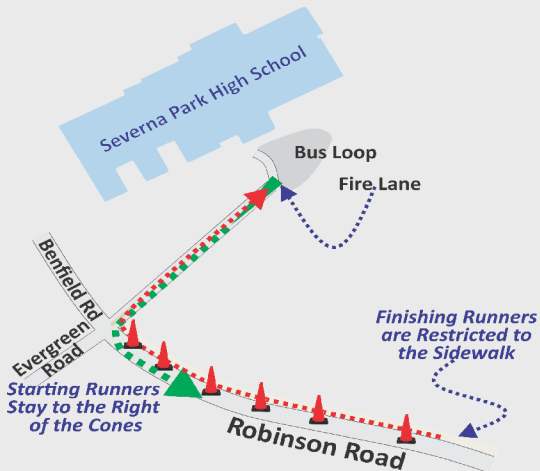 Severna Park High School
Bus Loop
Fire Lane
Benfield Rd
Evergreen
Road
Finishing Runners
are Restricted to
the Sidewalk
Starting Runners
Stay to the Right
of the Cones
Robinson Road